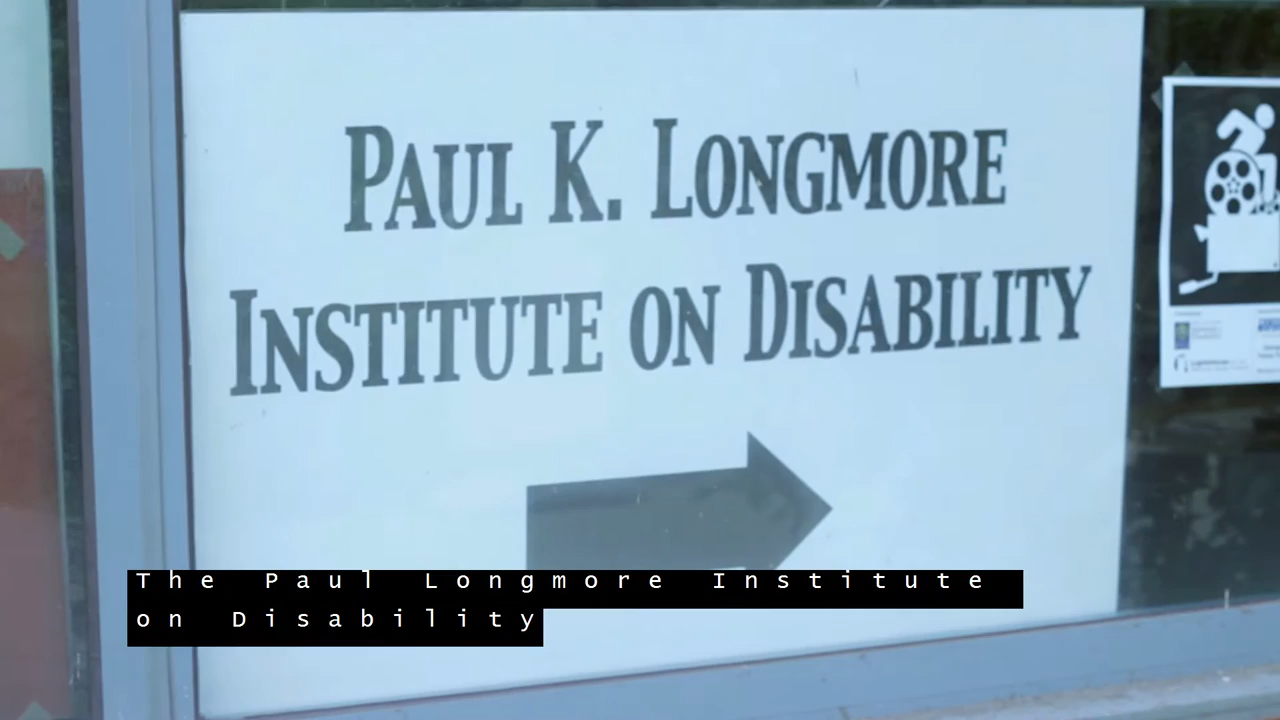 PAUL K. LONGMORE
INSTITUTE ON DISABILITY
The Paul Longmore Institute
on Disability